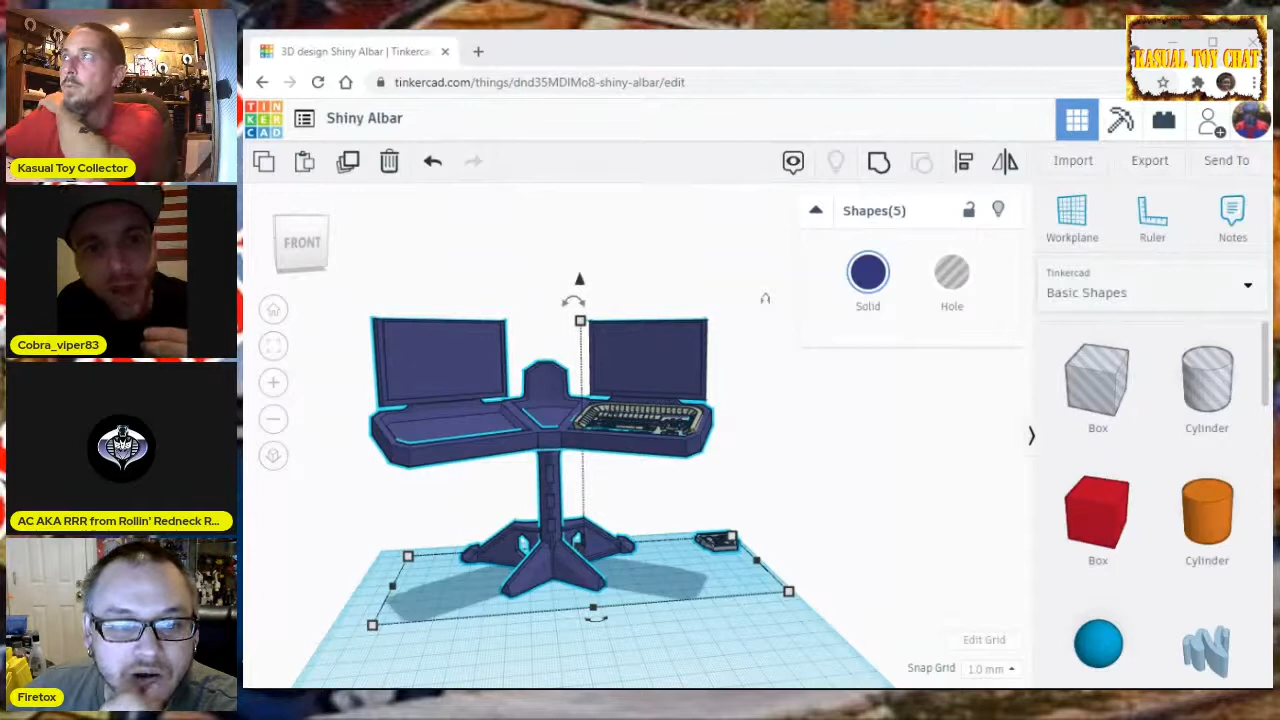 3D design Shiny Albar | Tinkerca
tinkercad.com/things/dnd35MDIMo8-shiny-albar/edit
KASUAL TOY CHAT
TIN
KER
CAD
Shiny Albar
Import
Export
Send To
FRONT
Shapes(5)
Solid
Hole
Workplane
Ruler
Notes
Tinkercad
Basic Shapes
Box
Cylinder
Box
Cylinder
Edit Grid
Snap Grid
1.0 mm
Kasual Toy Collector
Cobra_viper83
AC AKA RRR from Rollin' Redneck R...
Firetox